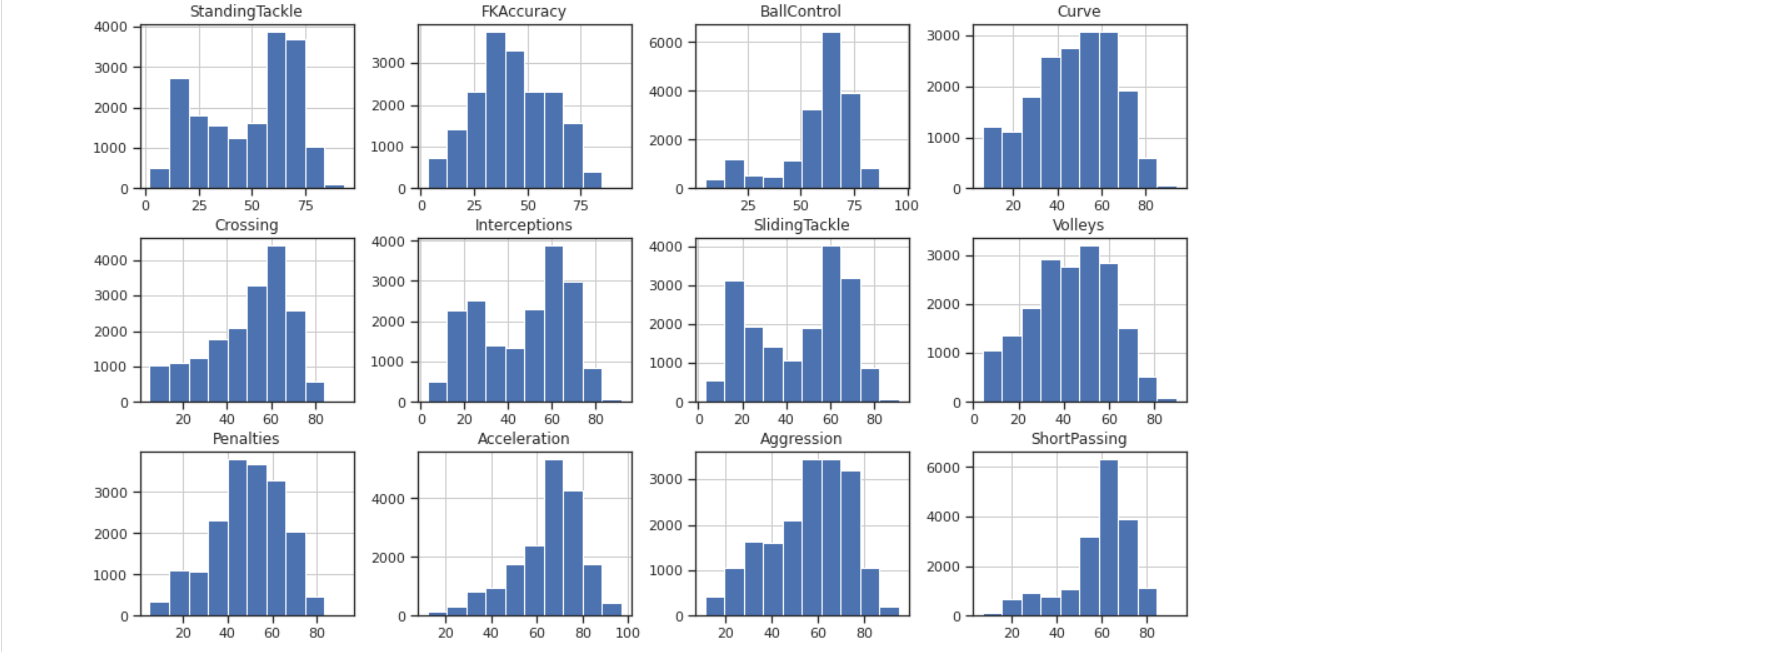 StandingTackle FKAccuracy BallControl Curve
4000 3000 2000 1000 0
0 25 50 75
3000 2000 1000 0
0 25 50 75
6000 4000 2000 0
25 50 75 100
3000 2000 1000 0
20 40 60 80
Crossing Interceptions SlidingTackle Volleys
4000 3000 2000 1000 0
20 40 60 80
4000 3000 2000 1000 0
0 20 40 60 80
4000 3000 2000 1000 0
0 20 40 60 80
3000 2000 1000 0
0 20 40 60 80
Penalties Acceleration Aggression ShortPassing
3000 2000 1000 0
20 40 60 80
4000 2000 0
20 40 60 80 100
3000 2000 1000 0
20 40 60 80
6000 4000 2000 0
20 40 60 80